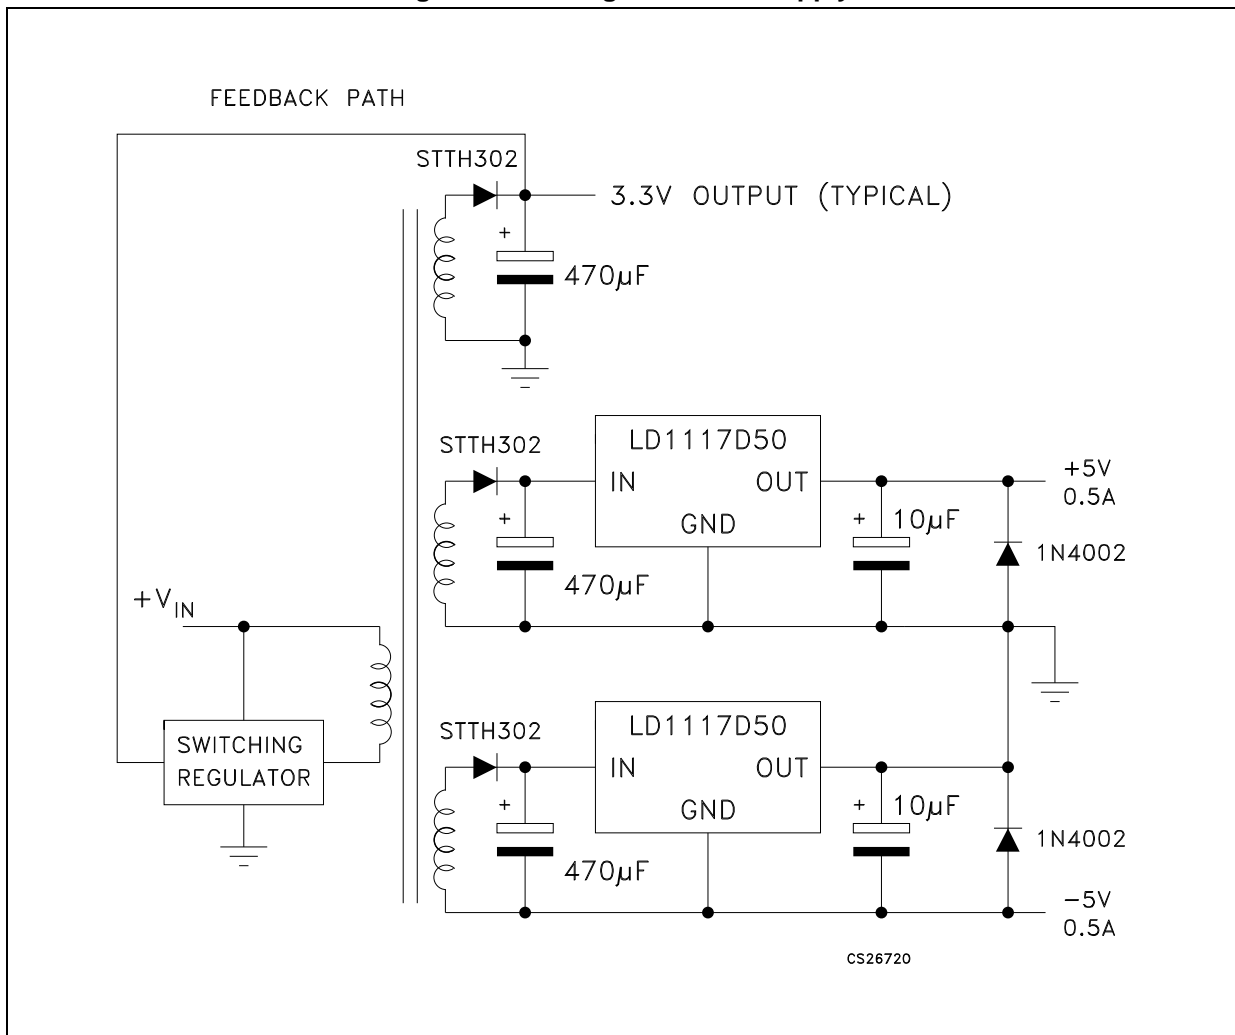 FEEDBACK PATH
STTH302
3.3V OUTPUT (TYPICAL)
+
470µF
STTH302
LD1117D50
IN
OUT
GND
+
470µF
+
10µF
+5V
0.5A
1N4002
+VIN
SWITCHING
REGULATOR
STTH302
LD1117D50
IN
OUT
GND
+
470µF
+
10µF
1N4002
−5V
0.5A
CS26720